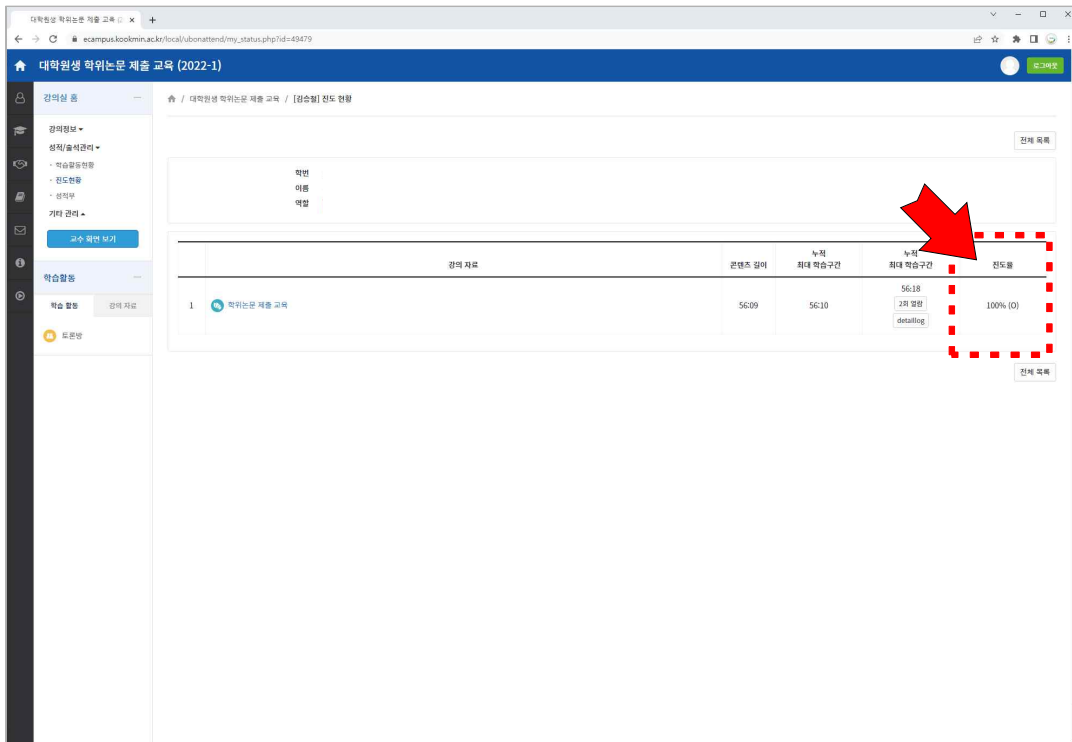 대학원생 학위논문 제출 교육 (2
ecampus.kookmin.ac.kr/local/ubonattend/my_status.php?id=49479
대학원생 학위논문 제출 교육 (2022-1)
로그아웃
강의실 홈
강의정보
성적/출석관리
- 학습활동현황
- 진도현황
- 성적부
기타 관리
교수 화면 보기
학습활동
학습 활동 강의 자료
토론방
/ 대학원생 학위논문 제출 교육 / [김승철] 진도 현황
전체 목록
학번
이름
역할
강의 자료 콘텐츠 길이 누적 최대 학습구간 누적 최대 학습구간 진도율
1 학위논문 제출 교육 56:09 56:10 56:18 100% (O)
2회 열람
detaillog
전체 목록